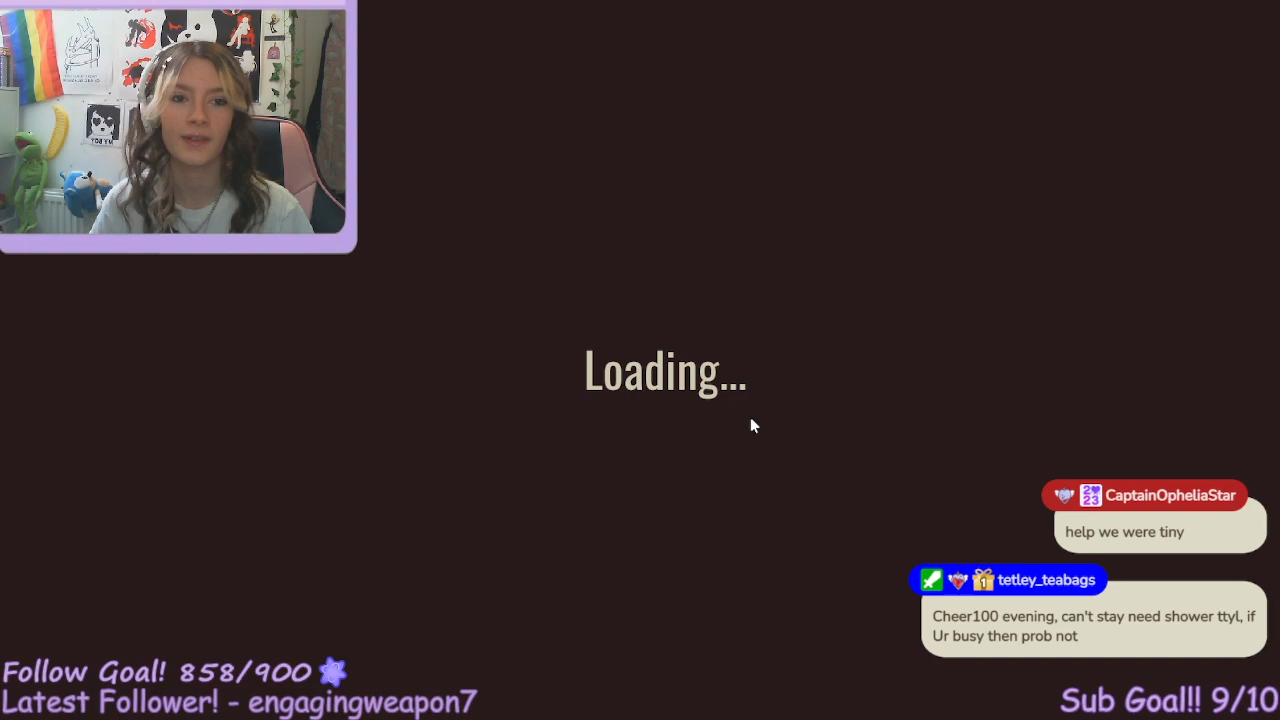 Loading...
CaptainOpheliaStar
help we were tiny
tetley_teabags
Cheer100 evening, can't stay need shower ttyl, if
Ur busy then prob not
Follow Goal! 858/900
Latest Follower! - engagingweapon7
Sub Goal!! 9/10